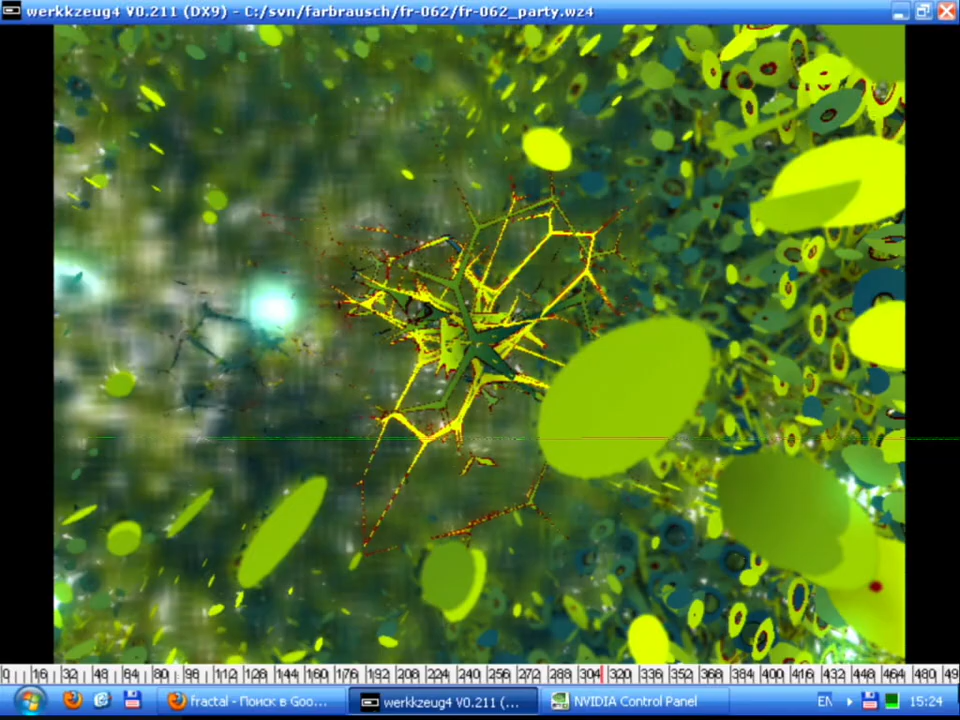 werkkzeug4 V0.211 (DX9) - C:/svn/farbrausch/fr-062/fr-062_party.wz4
0 16 32 48 64 80 96 112 128 144 160 176 192 208 224 240 256 272 288 304 320 336 352 368 384 400 416 432 448 464 480 49
fractal - Поиск в Goo... werkkzeug4 V0.211 (... NVIDIA Control Panel EN 15:24